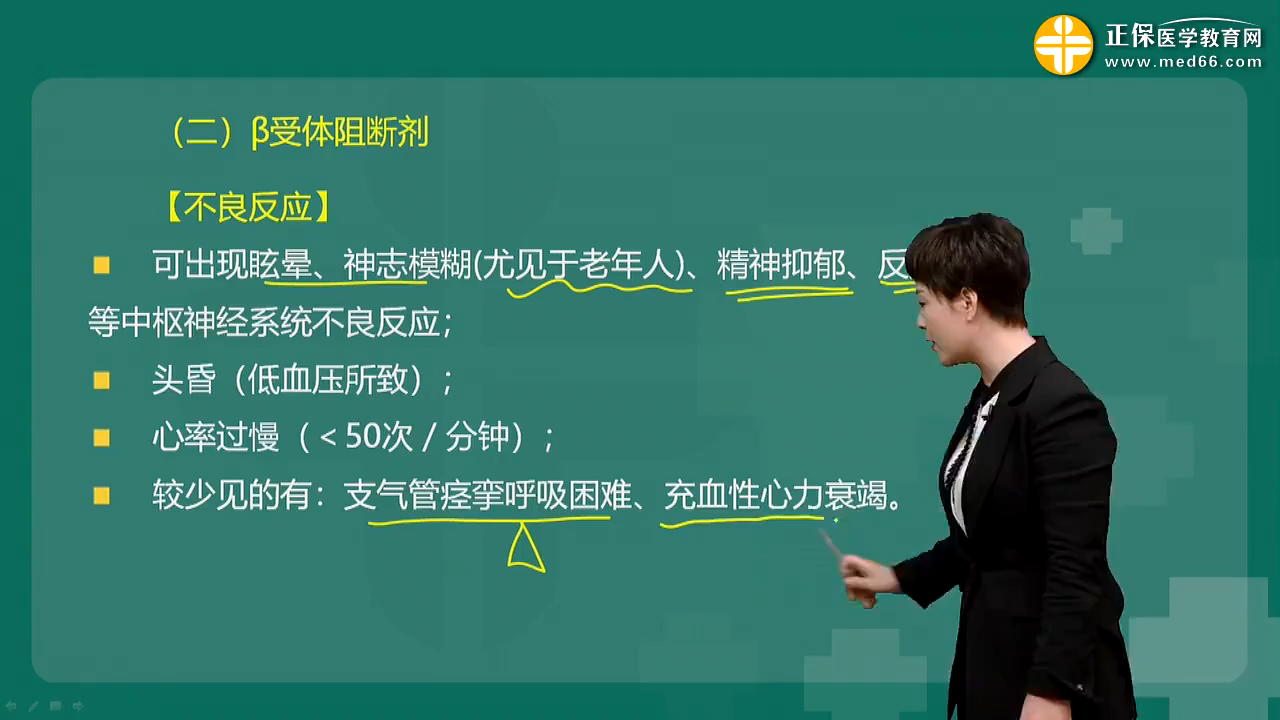 正保医学教育网
www.med66.com
（二）β受体阻断剂
【不良反应】
可出现眩晕、神志模糊(尤见于老年人)、精神抑郁、反
等中枢神经系统不良反应；
头昏（低血压所致）；
心率过慢（＜50次／分钟）；
较少见的有：支气管痉挛呼吸困难、充血性心力衰竭。